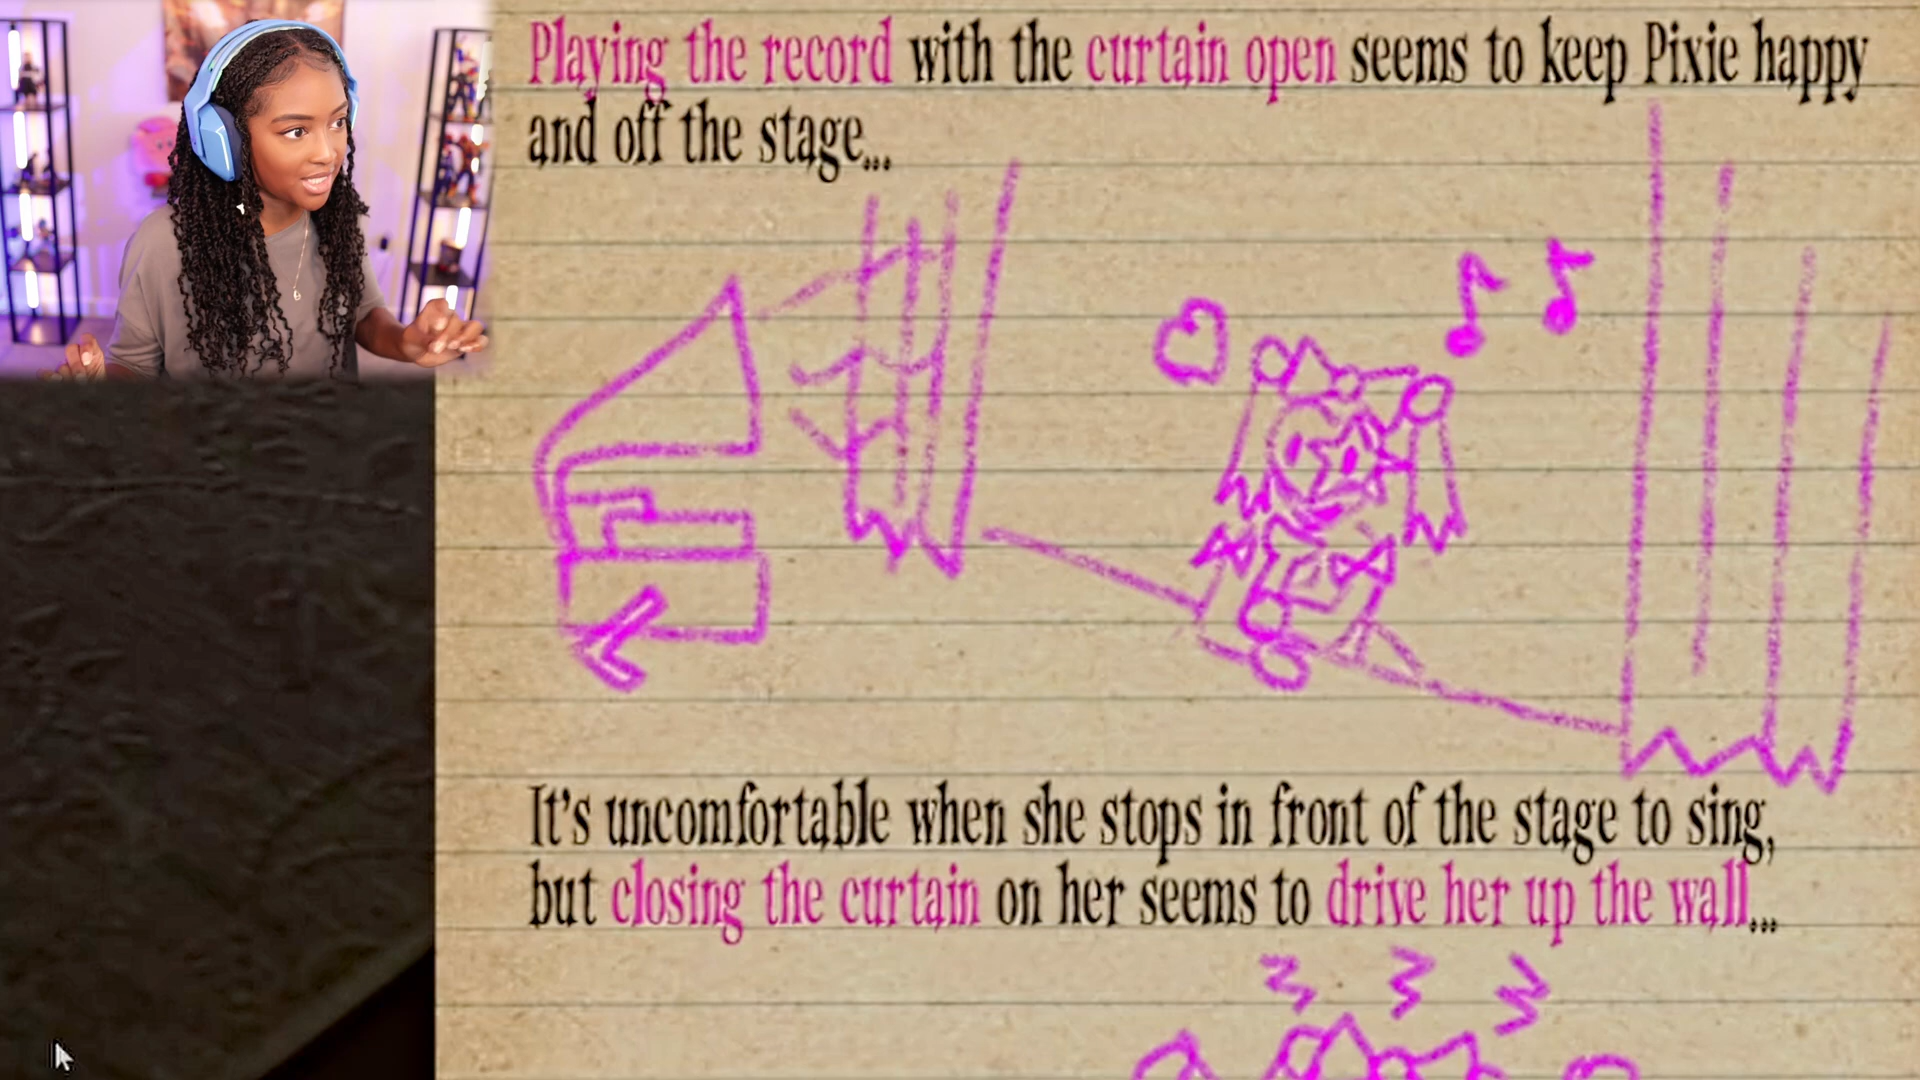 Playing the record with the curtain open seems to keep Pixie happy
and off the stage...
It's uncomfortable when she stops in front of the stage to sing,
but closing the curtain on her seems to drive her up the wall...